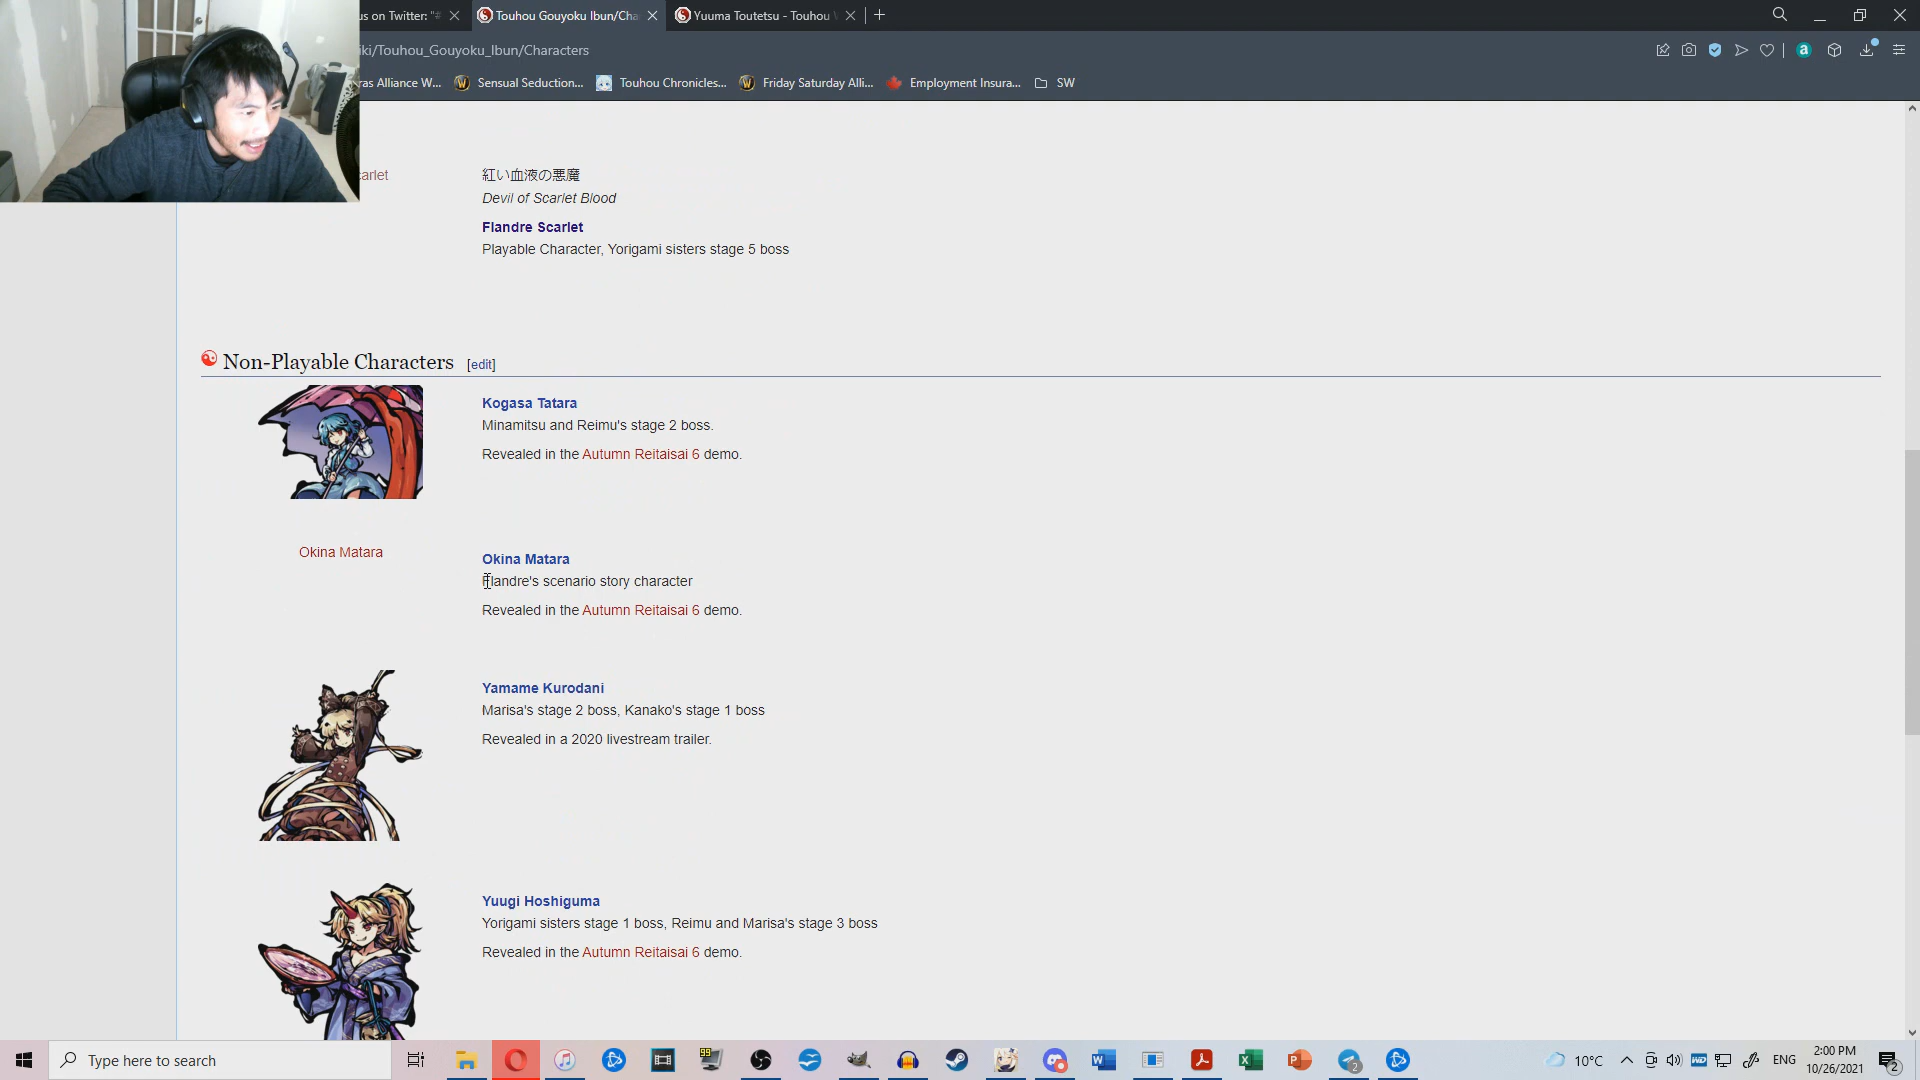 us on Twitter: "
Touhou Gouyoku Ibun/Cha
Yuuma Toutetsu - Touhou
ki/Touhou_Gouyoku_Ibun/Characters
ras Alliance W...
Sensual Seduction...
Touhou Chronicles...
Friday Saturday Alli...
Employment Insura...
SW
carlet
紅い血液の悪魔
Devil of Scarlet Blood
Flandre Scarlet
Playable Character, Yorigami sisters stage 5 boss
Non-Playable Characters [edit]
Kogasa Tatara
Minamitsu and Reimu's stage 2 boss.
Revealed in the Autumn Reitaisai 6 demo.
Okina Matara
Okina Matara
Flandre's scenario story character
Revealed in the Autumn Reitaisai 6 demo.
Yamame Kurodani
Marisa's stage 2 boss, Kanako's stage 1 boss
Revealed in a 2020 livestream trailer.
Yuugi Hoshiguma
Yorigami sisters stage 1 boss, Reimu and Marisa's stage 3 boss
Revealed in the Autumn Reitaisai 6 demo.
Type here to search
99
2
10°C
ENG
2:00 PM
10/26/2021
2